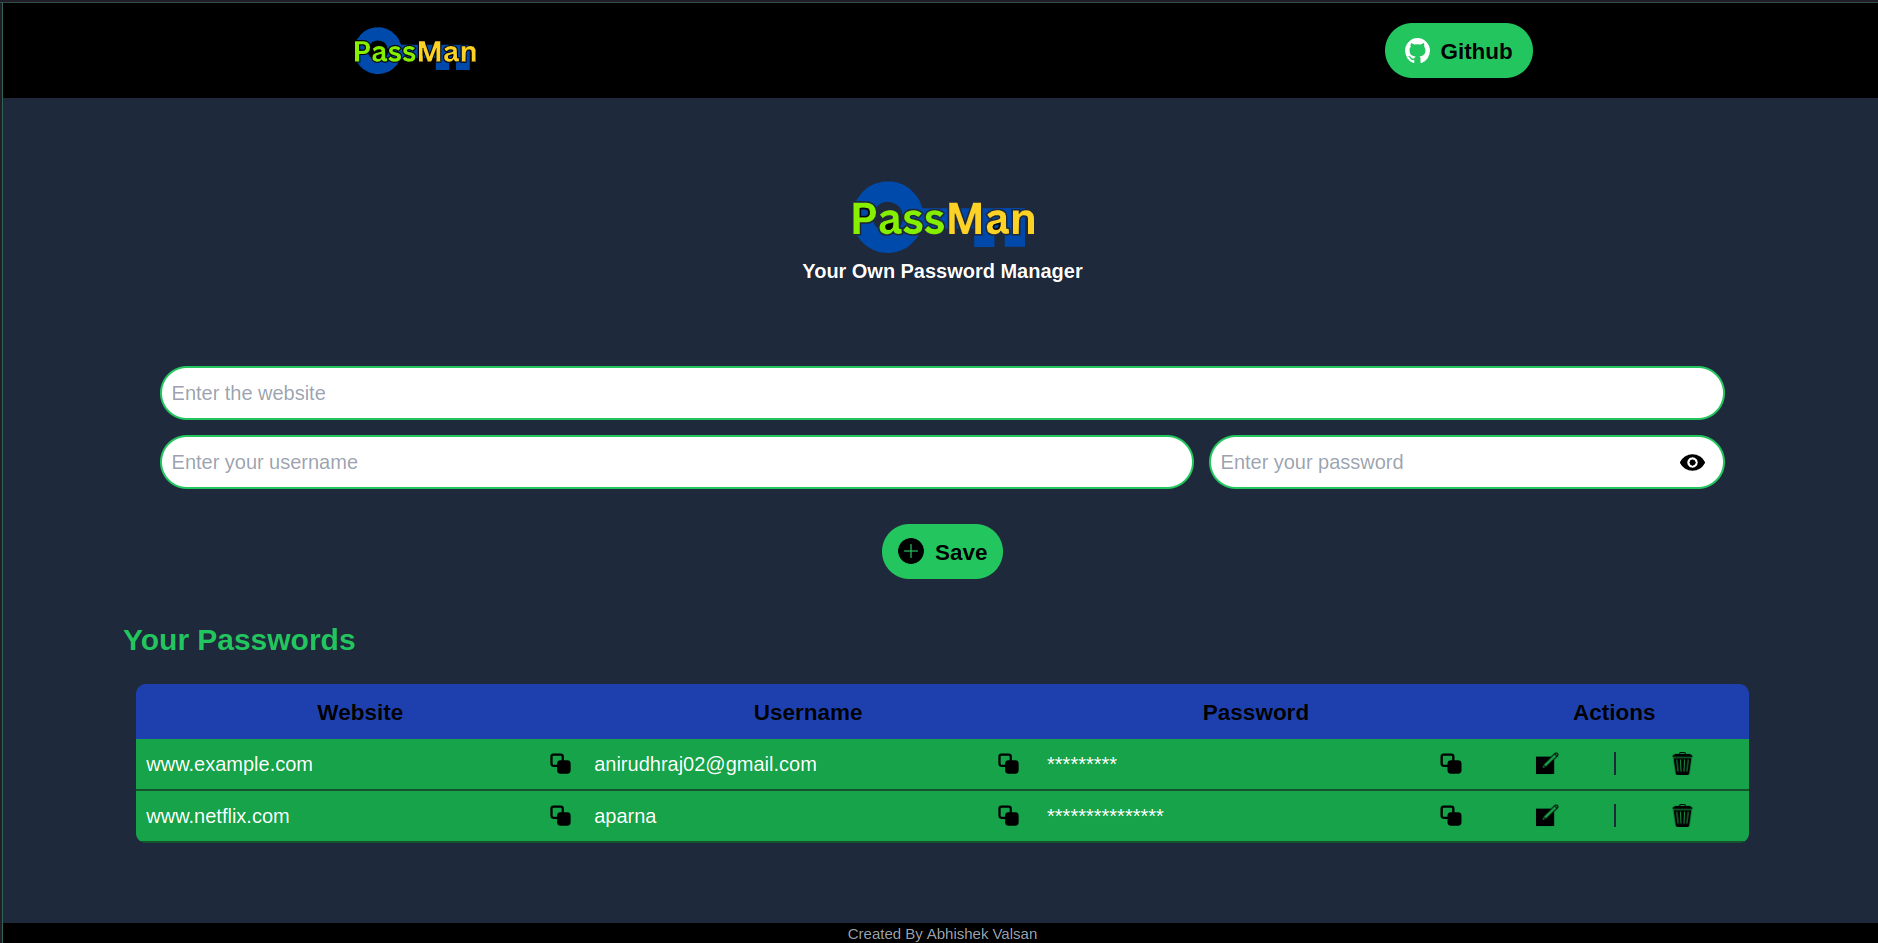 PassMan
Github
PassMan
Your Own Password Manager
Enter the website
Enter your username
Enter your password
Save
Your Passwords
Website Username Password Actions
www.example.com anirudhraj02@gmail.com ********* |
www.netflix.com aparna *************** |
Created By Abhishek Valsan